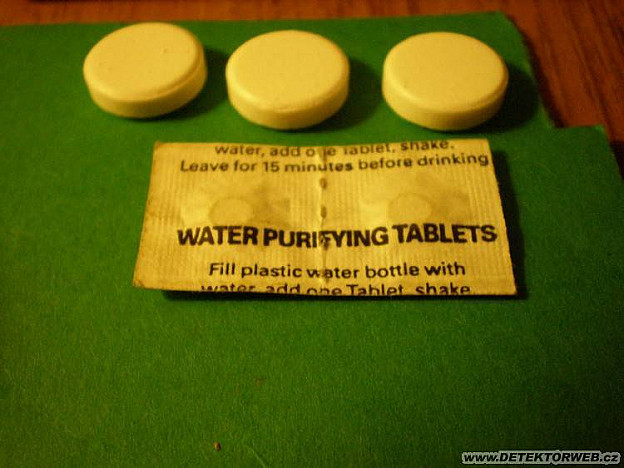 water, add one Tablet, shake.
Leave for 15 minutes before drinking
WATER PURIFYING TABLETS
Fill plastic water bottle with
water, add one Tablet, shake
www.DETEKTORWEB.cz